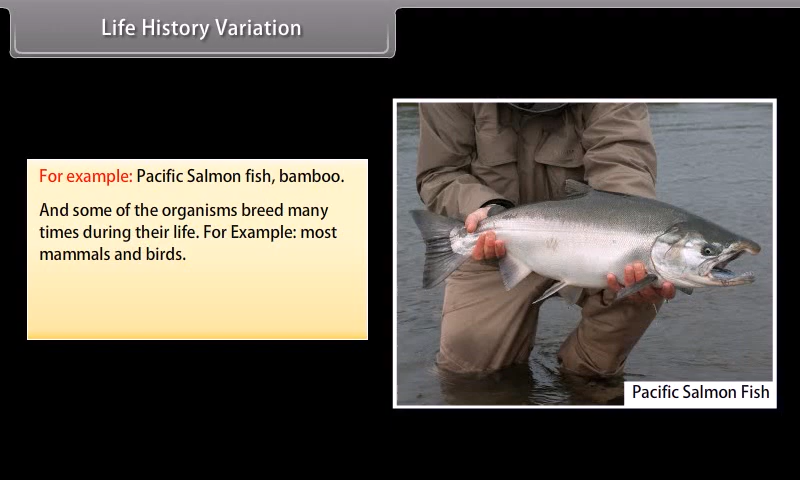 Life History Variation
For example: Pacific Salmon fish, bamboo.
And some of the organisms breed many
times during their life. For Example: most
mammals and birds.
Pacific Salmon Fish